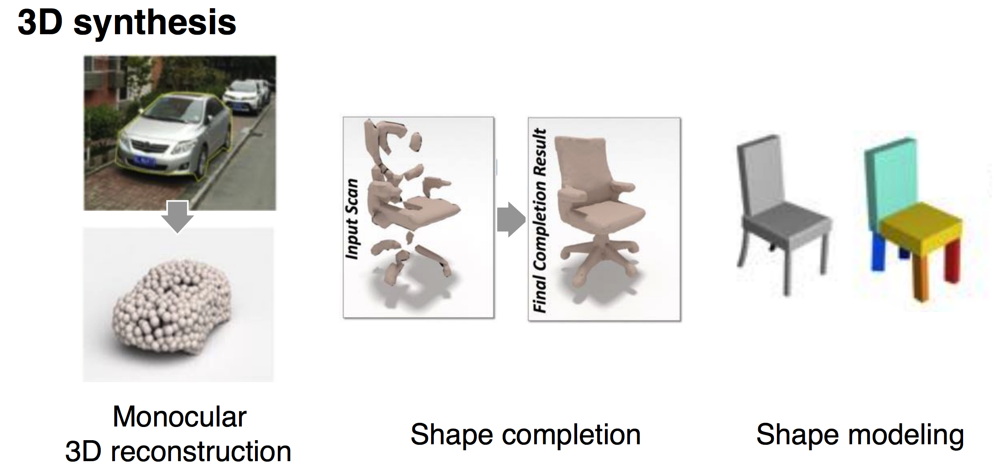 3D synthesis
Input Scan
Final Completion Result
Monocular
3D reconstruction
Shape completion
Shape modeling